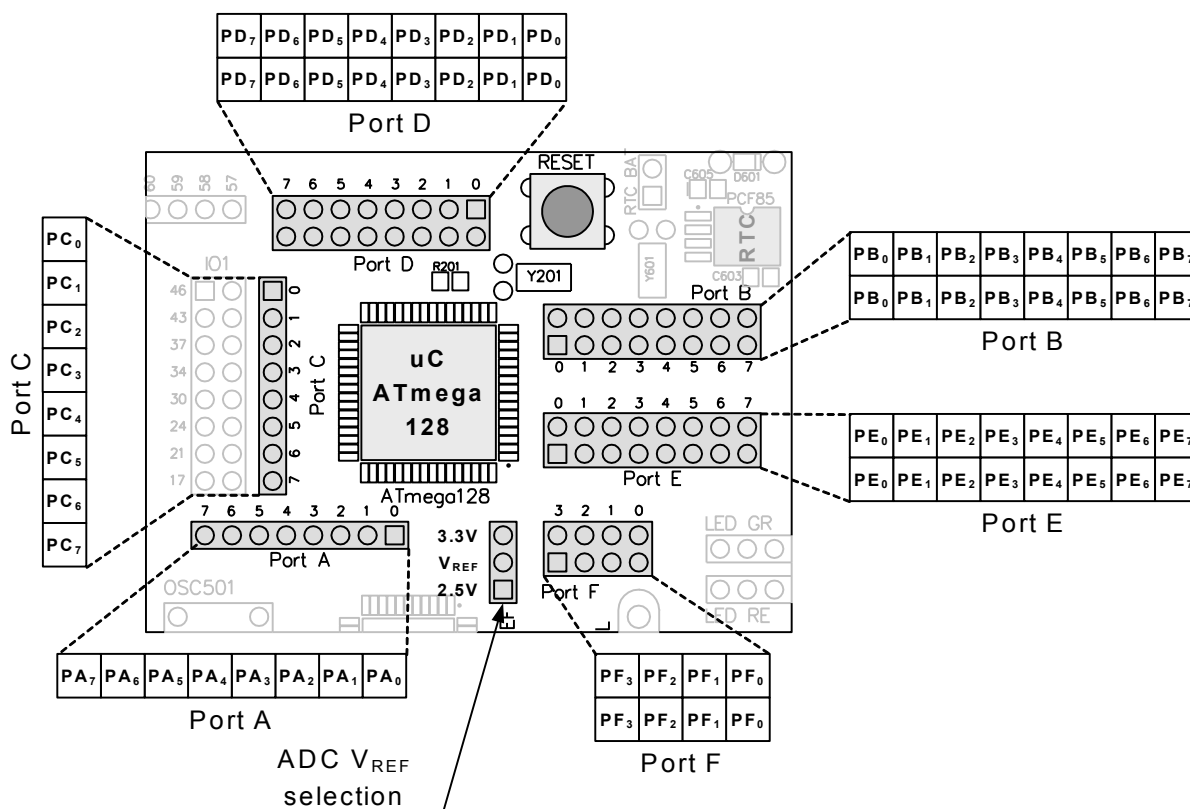 PD₇ PD₆ PD₅ PD₄ PD₃ PD₂ PD₁ PD₀
PD₇ PD₆ PD₅ PD₄ PD₃ PD₂ PD₁ PD₀
Port D
60 59 58 57
7 6 5 4 3 2 1 0
Port D
RESET
RTC BA
C605
D601
PCF85
RTC
Y601
C603
R201
Y201
PC₀
PC₁
PC₂
PC₃
PC₄
PC₅
PC₆
PC₇
Port C
IO1
46
43
37
34
30
24
21
17
0
1
2
3
4
5
6
7
Port C
uC
ATmega
128
ATmega128
Port B
0 1 2 3 4 5 6 7
PB₀ PB₁ PB₂ PB₃ PB₄ PB₅ PB₆ PB₇
PB₀ PB₁ PB₂ PB₃ PB₄ PB₅ PB₆ PB₇
Port B
0 1 2 3 4 5 6 7
Port E
PE₀ PE₁ PE₂ PE₃ PE₄ PE₅ PE₆ PE₇
PE₀ PE₁ PE₂ PE₃ PE₄ PE₅ PE₆ PE₇
Port E
7 6 5 4 3 2 1 0
Port A
3.3V
V_REF
2.5V
EF
3 2 1 0
Port F
L
LED GR
LED RE
OSC501
PA₇ PA₆ PA₅ PA₄ PA₃ PA₂ PA₁ PA₀
Port A
PF₃ PF₂ PF₁ PF₀
PF₃ PF₂ PF₁ PF₀
Port F
ADC V_REF
selection